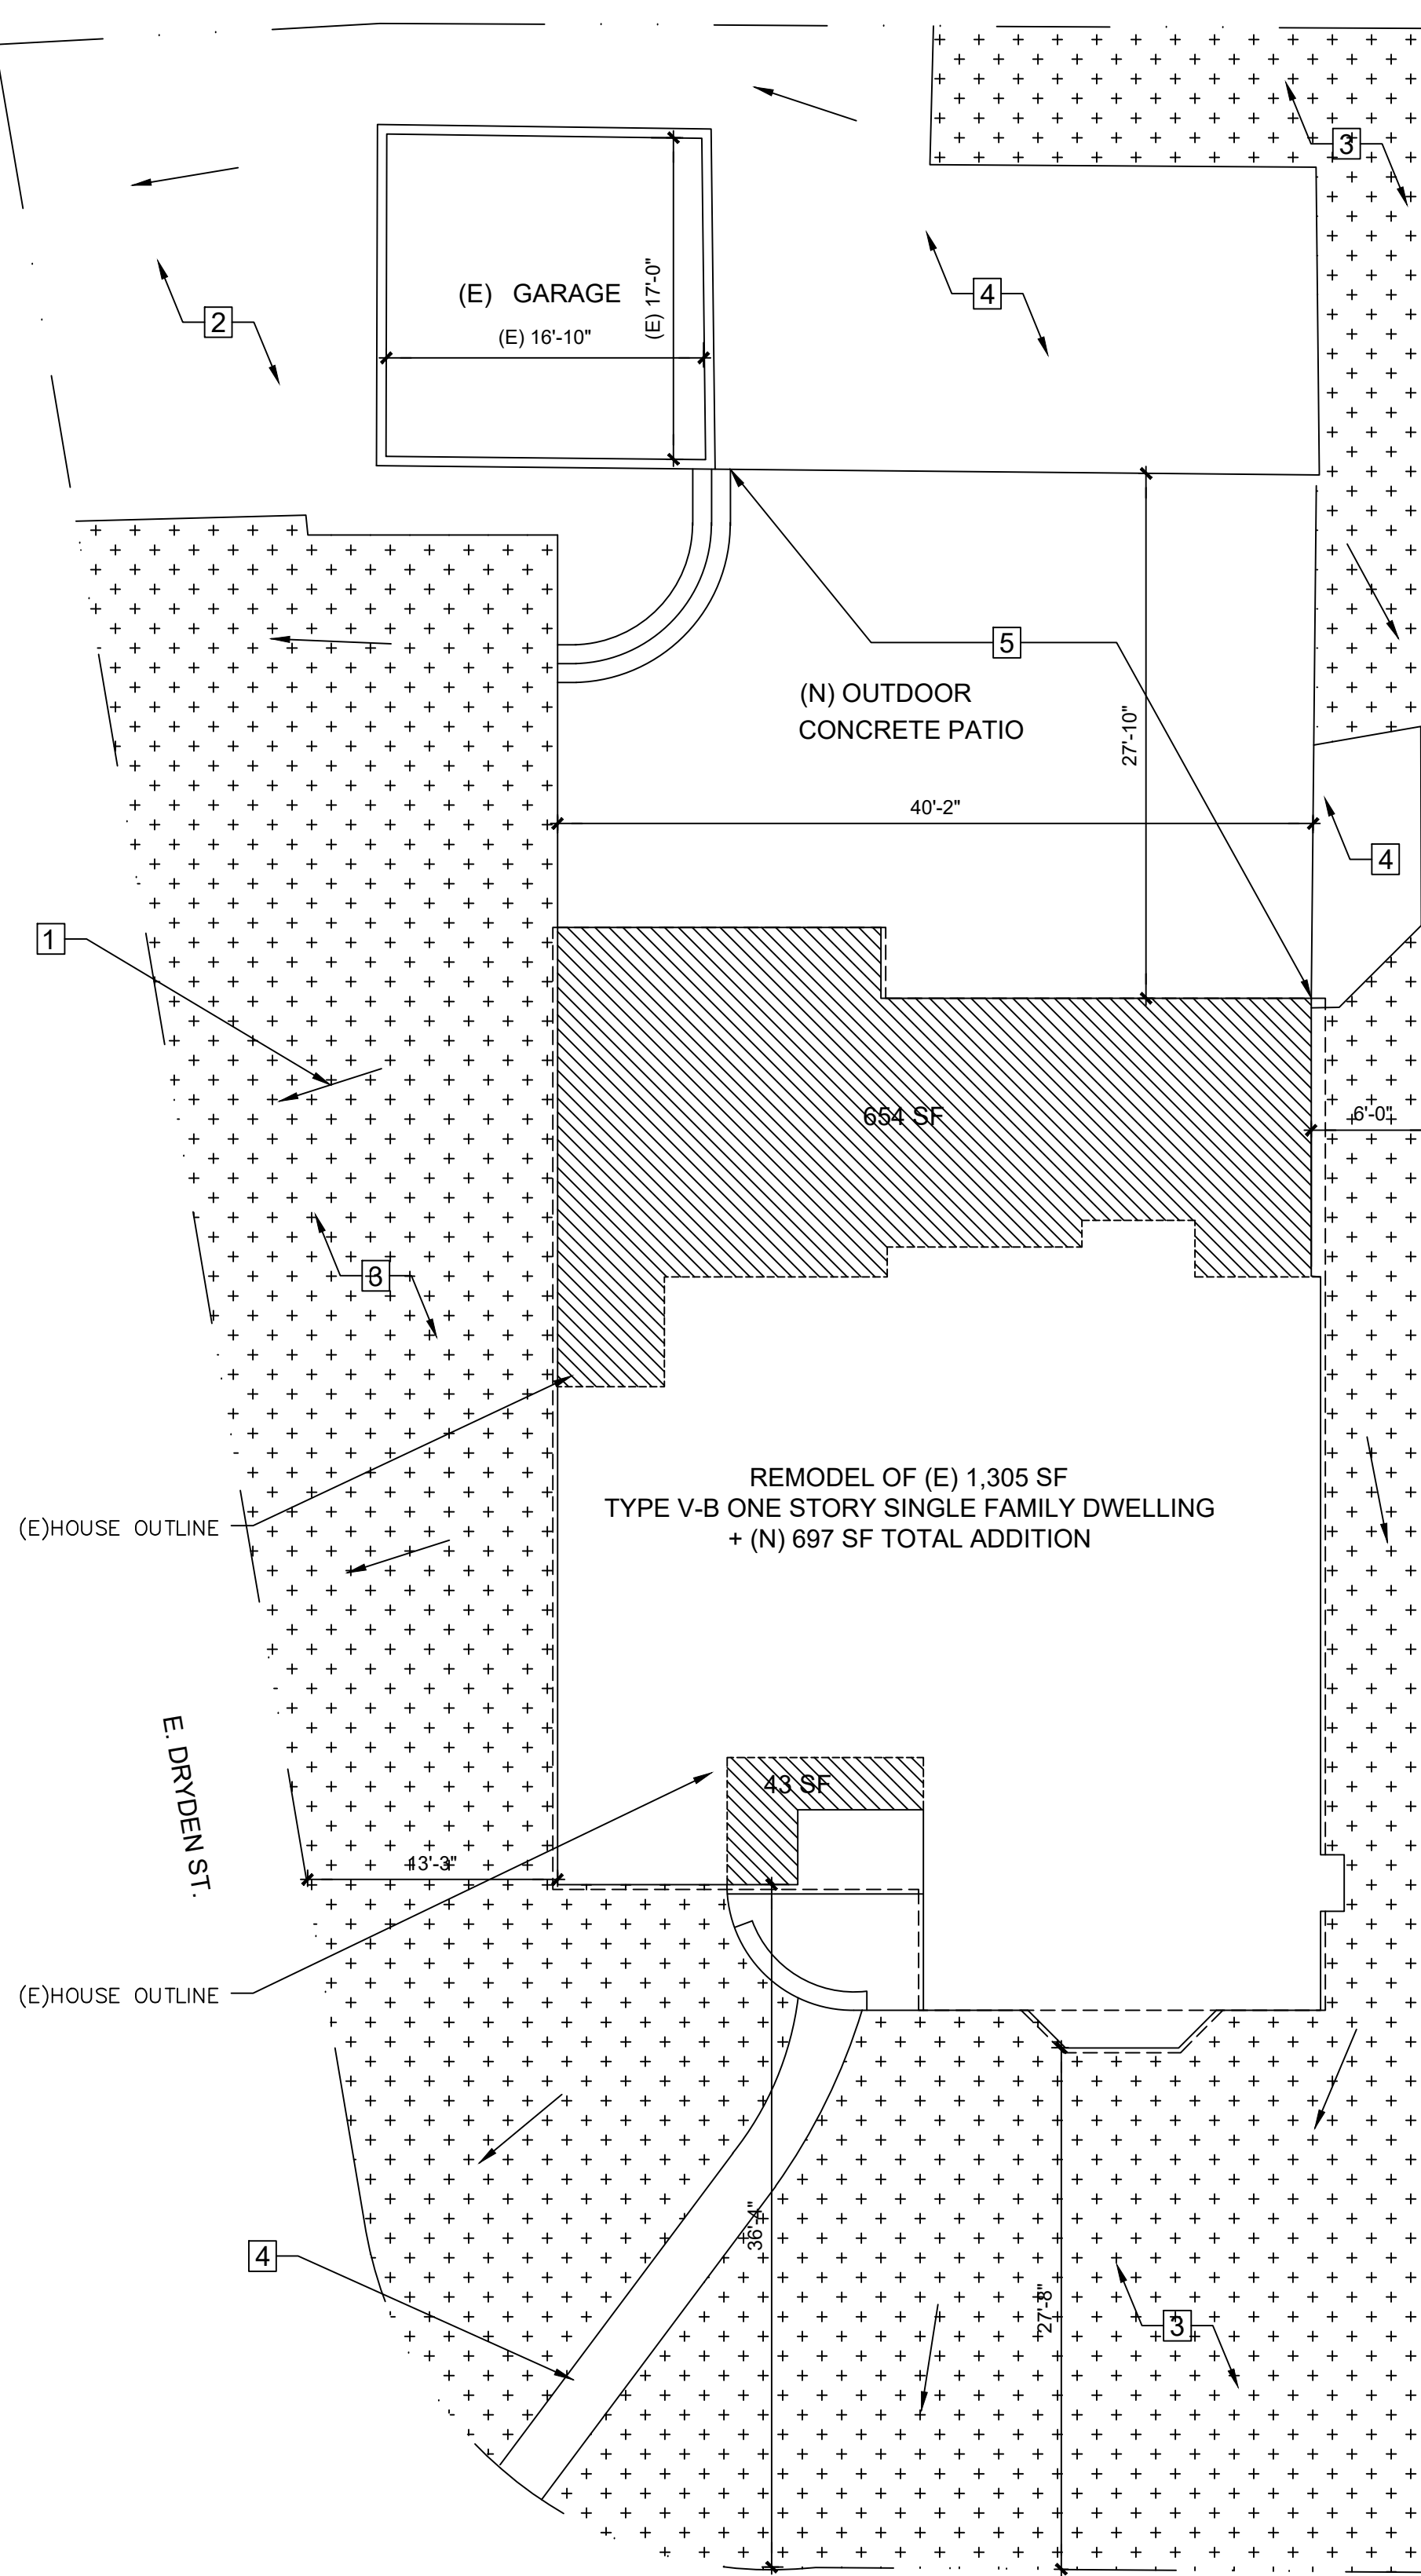 3
(E) GARAGE
(E) 16'-10"
(E) 17'-0"
4
2
5
(N) OUTDOOR
CONCRETE PATIO
27'-10"
40'-2"
4
1
654 SF
6'-0"
3
REMODEL OF (E) 1,305 SF
TYPE V-B ONE STORY SINGLE FAMILY DWELLING
+ (N) 697 SF TOTAL ADDITION
(E)HOUSE OUTLINE
E. DRYDEN ST.
43 SF
13'-3"
(E)HOUSE OUTLINE
36'-4"
4
27'-8"
3